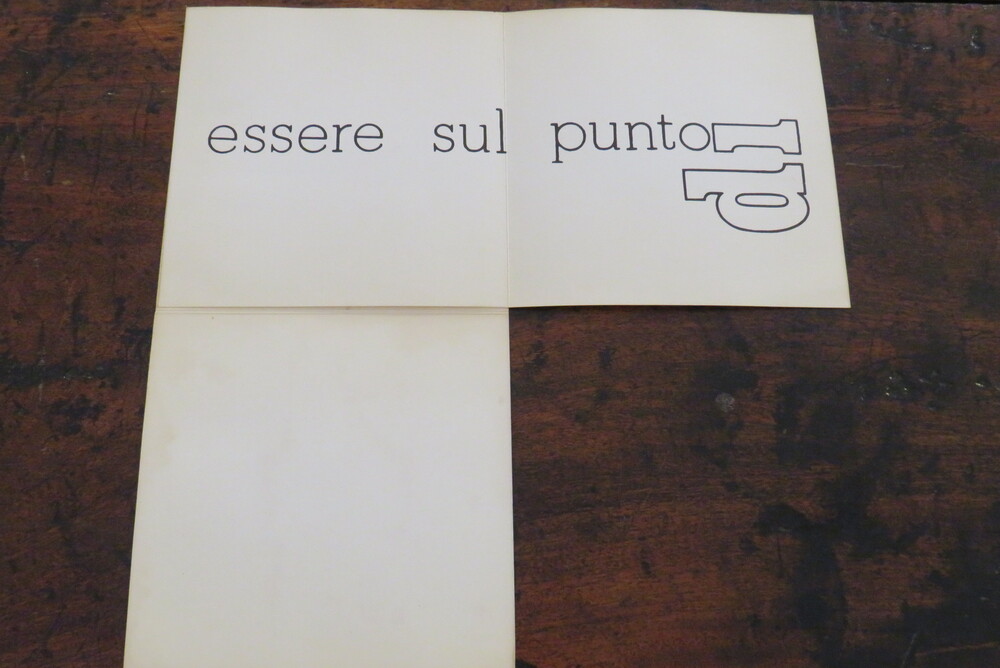 essere sul punto
di